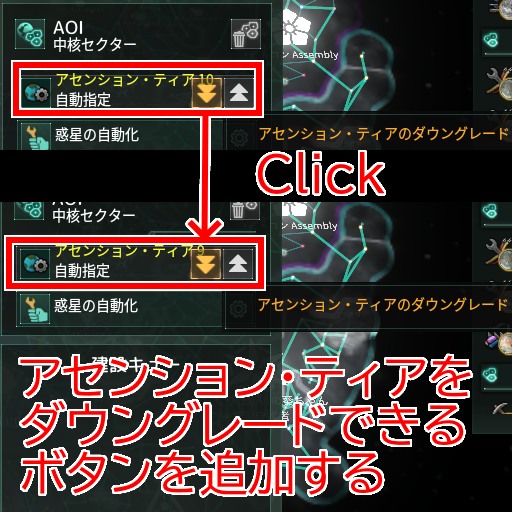 AOI
中核セクター
アセンション・ティア 10
自動指定
惑星の自動化
Assembly
アセンション・ティアのダウングレード
Click
AOI
中核セクター
アセンション・ティア 9
自動指定
惑星の自動化
Assembly
アセンション・ティアのダウングレード
アセンション・ティアを
ダウングレードできる
ボタンを追加する